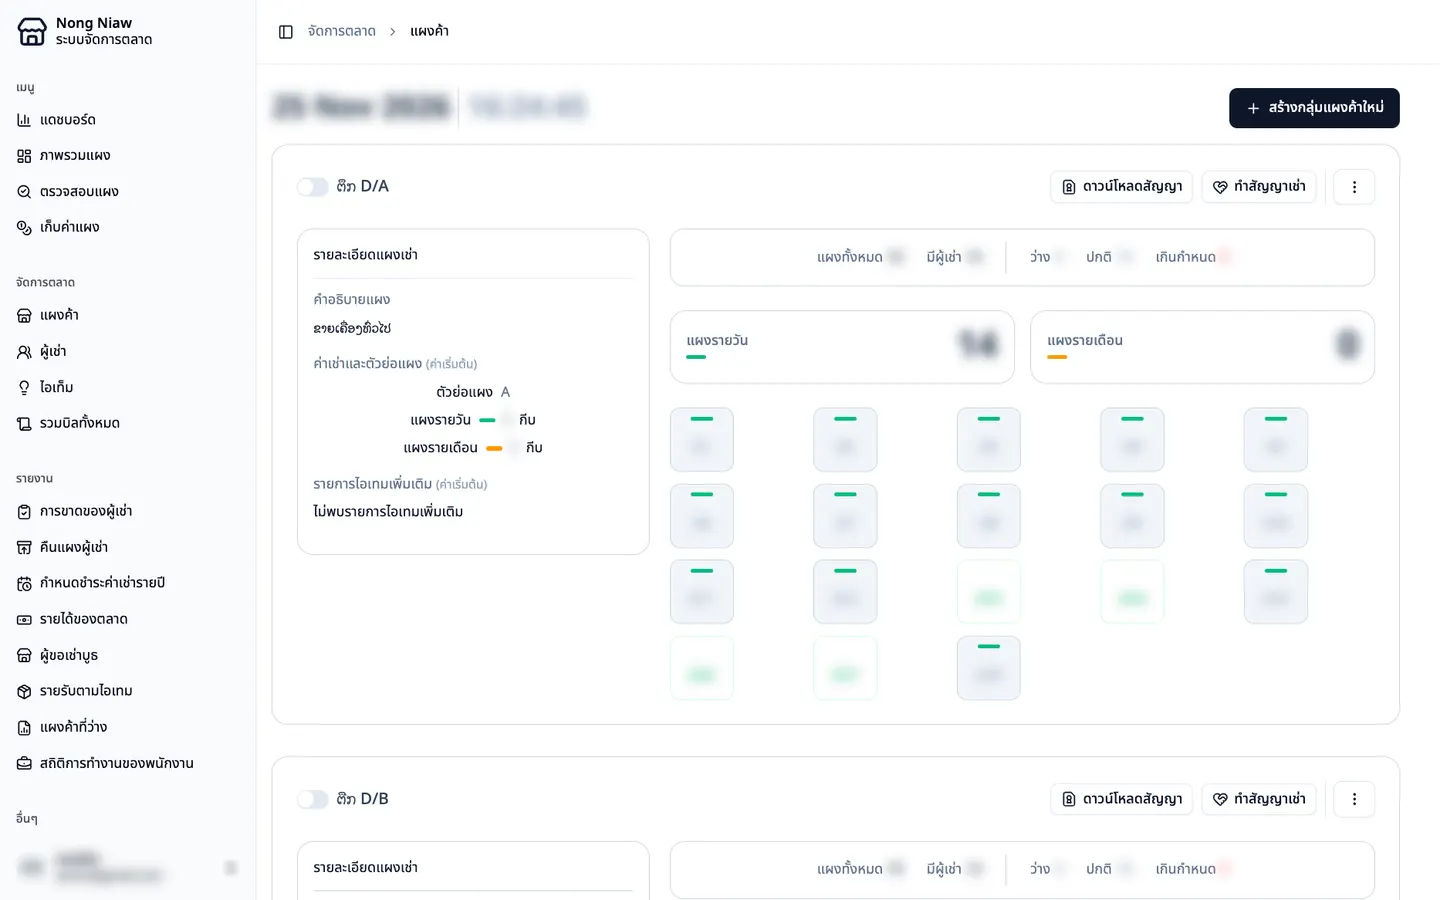 Nong Niaw
ระบบจัดการตลาด
เมนู
แดชบอร์ด
ภาพรวมแผง
ตรวจสอบแผง
เก็บค่าแผง
จัดการตลาด
แผงค้า
ผู้เช่า
ไอเท็ม
รวมบิลทั้งหมด
รายงาน
การขาดของผู้เช่า
คืนแผงผู้เช่า
กำหนดชำระค่าเช่ารายปี
รายได้ของตลาด
ผู้ขอเช่าบูธ
รายรับตามไอเทม
แผงค้าที่ว่าง
สถิติการทำงานของพนักงาน
อื่นๆ
จัดการตลาด > แผงค้า
25 Nov 2026 16:24:45
+ สร้างกลุ่มแผงค้าใหม่
ຕຶກ D/A
ดาวน์โหลดสัญญา
ทำสัญญาเช่า
รายละเอียดแผงเช่า
คำอธิบายแผง
ຂາຍເຄື່ອງທົ່ວໄປ
ค่าเช่าและตัวย่อแผง (ค่าเริ่มต้น)
ตัวย่อแผง A
แผงรายวัน กีบ
แผงรายเดือน กีบ
รายการไอเทมเพิ่มเติม (ค่าเริ่มต้น)
ไม่พบรายการไอเทมเพิ่มเติม
แผงทั้งหมด มีผู้เช่า ว่าง ปกติ เกินกำหนด
แผงรายวัน 14
แผงรายเดือน 0
ຕຶກ D/B
ดาวน์โหลดสัญญา
ทำสัญญาเช่า
รายละเอียดแผงเช่า
แผงทั้งหมด มีผู้เช่า ว่าง ปกติ เกินกำหนด